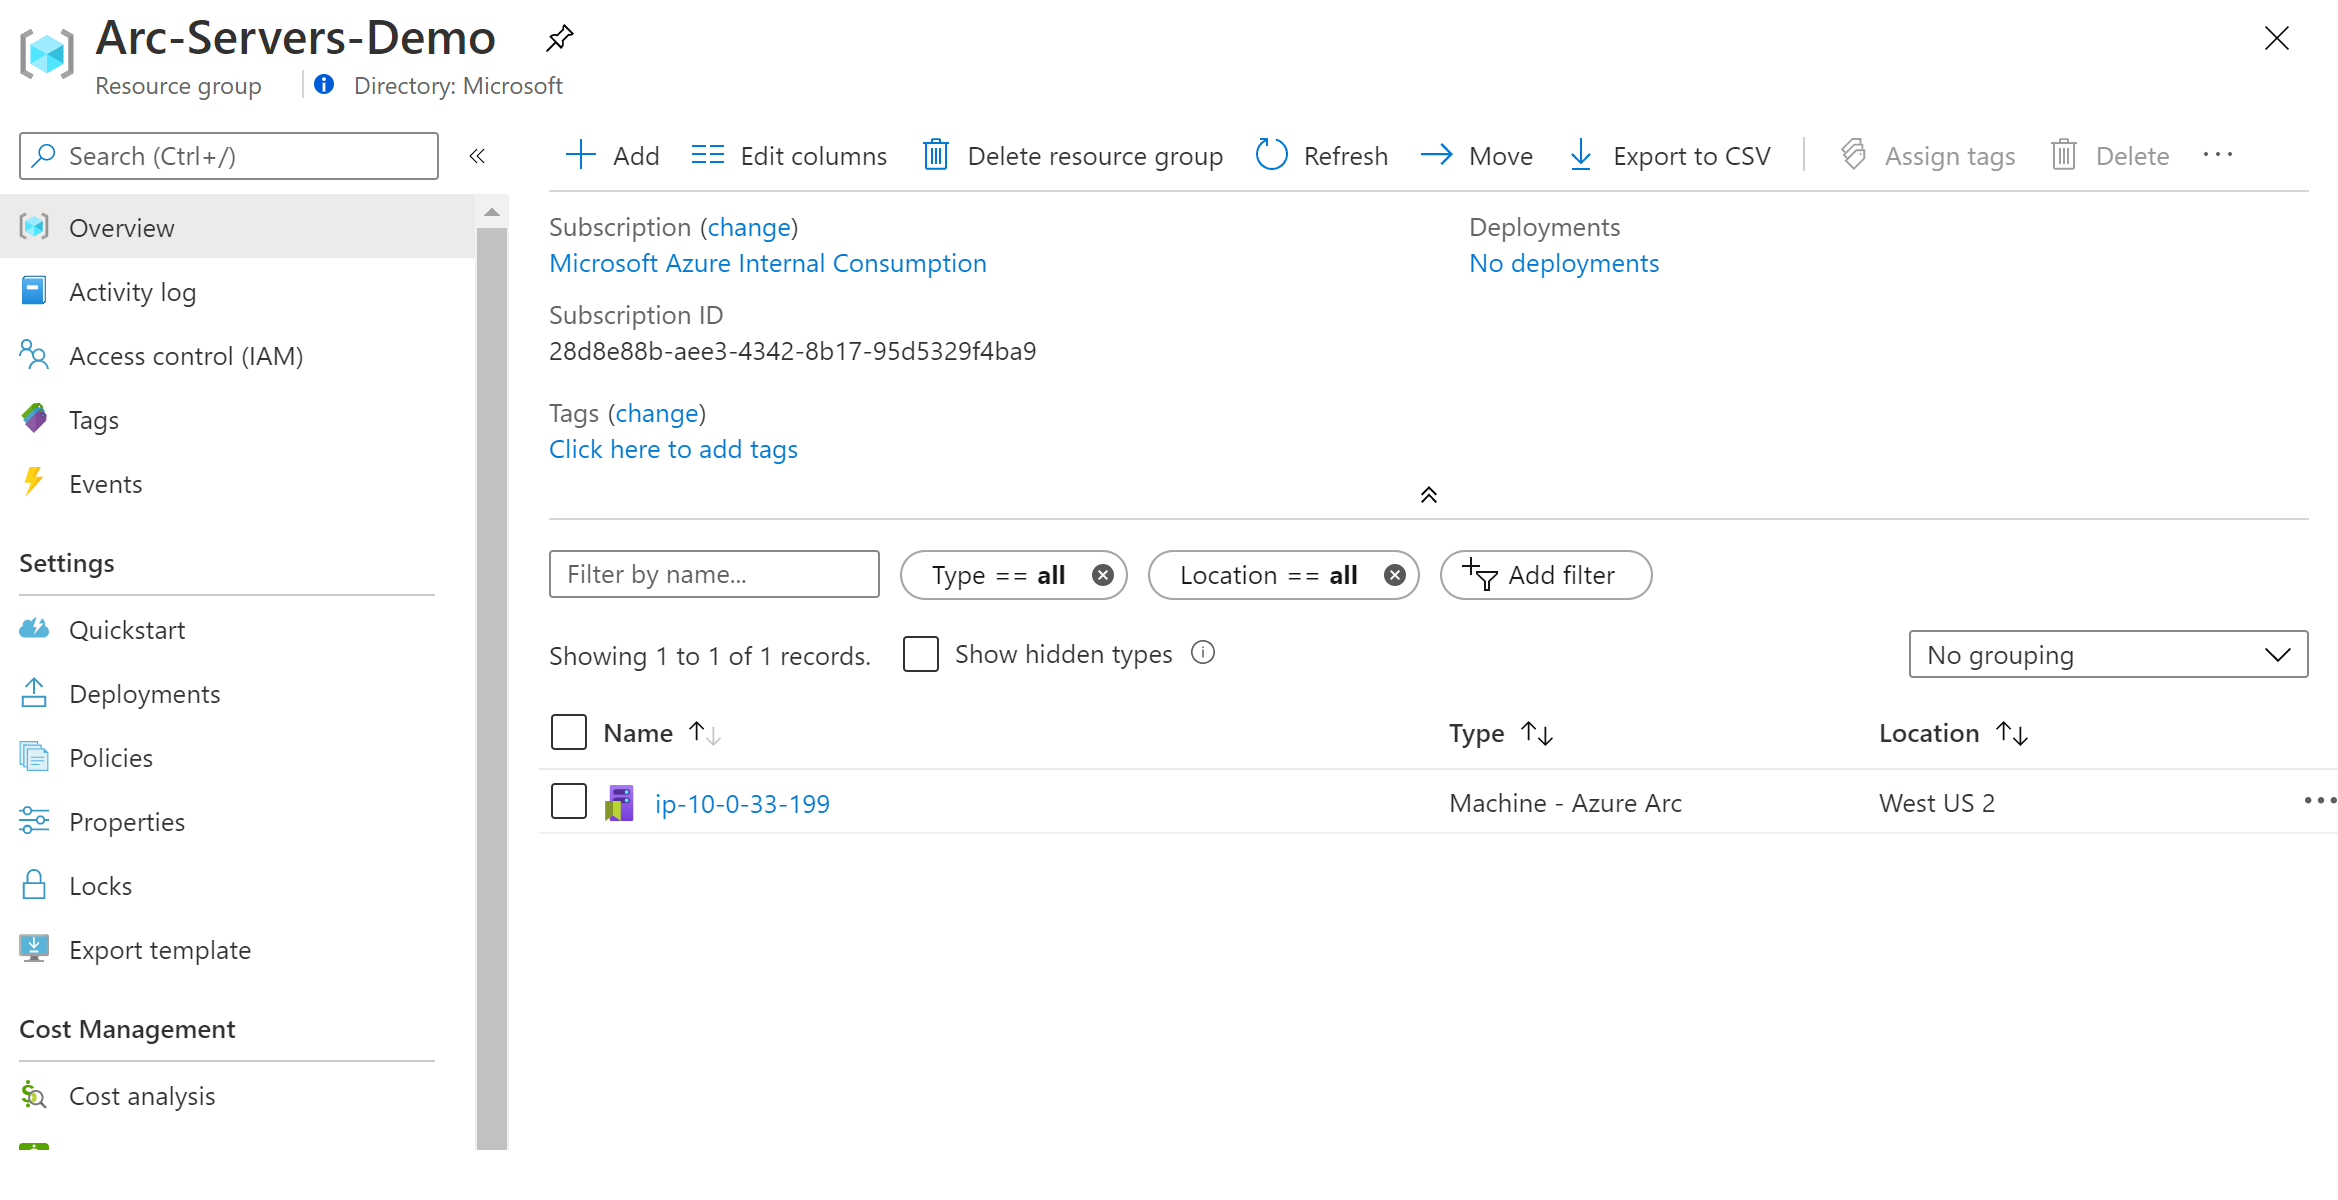 Arc-Servers-Demo
Resource group
Directory: Microsoft
Search (Ctrl+/)
Overview
Activity log
Access control (IAM)
Tags
Events
Settings
Quickstart
Deployments
Policies
Properties
Locks
Export template
Cost Management
Cost analysis
Add
Edit columns
Delete resource group
Refresh
Move
Export to CSV
Assign tags
Delete
Subscription (change)
Microsoft Azure Internal Consumption
Subscription ID
28d8e88b-aee3-4342-8b17-95d5329f4ba9
Tags (change)
Click here to add tags
Deployments
No deployments
Filter by name...
Type == all
Location == all
Add filter
Showing 1 to 1 of 1 records.
Show hidden types
No grouping
Name
Type
Location
ip-10-0-33-199
Machine - Azure Arc
West US 2